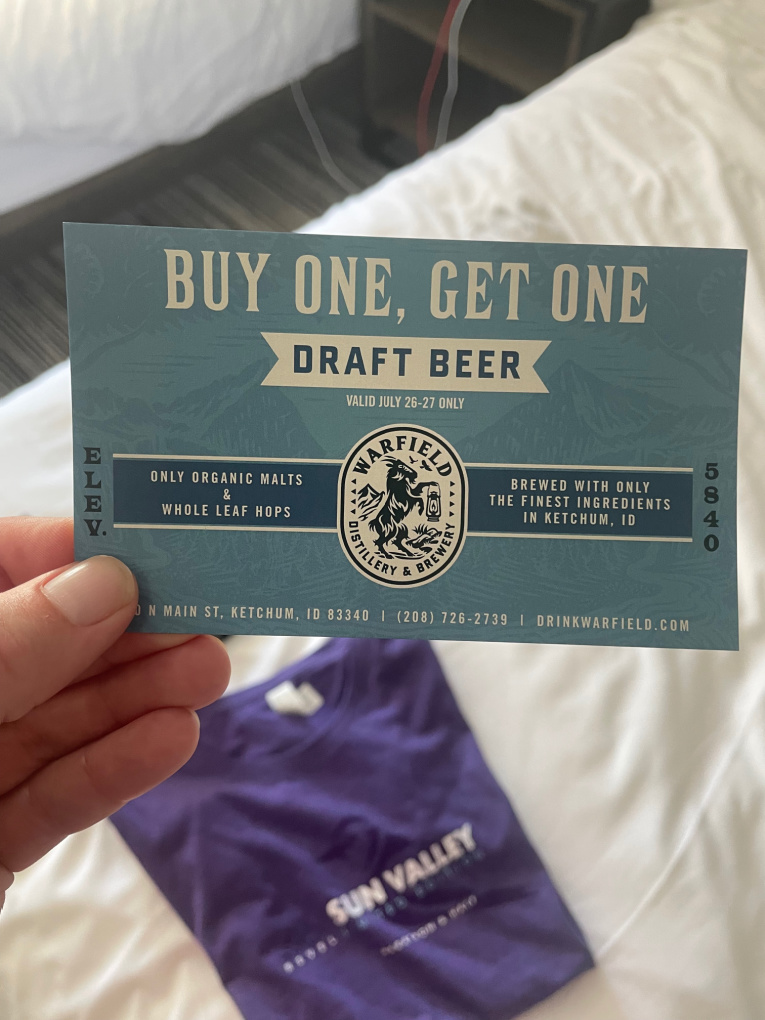 BUY ONE, GET ONE
DRAFT BEER
VALID JULY 26-27 ONLY
ELEV.
ONLY ORGANIC MALTS
&
WHOLE LEAF HOPS
WARFIELD
DISTILLERY & BREWERY
BREWED WITH ONLY
THE FINEST INGREDIENTS
IN KETCHUM, ID
5840
N MAIN ST, KETCHUM, ID 83340 | (208) 726-2739 | DRINKWARFIELD.COM
SUN VALLEY